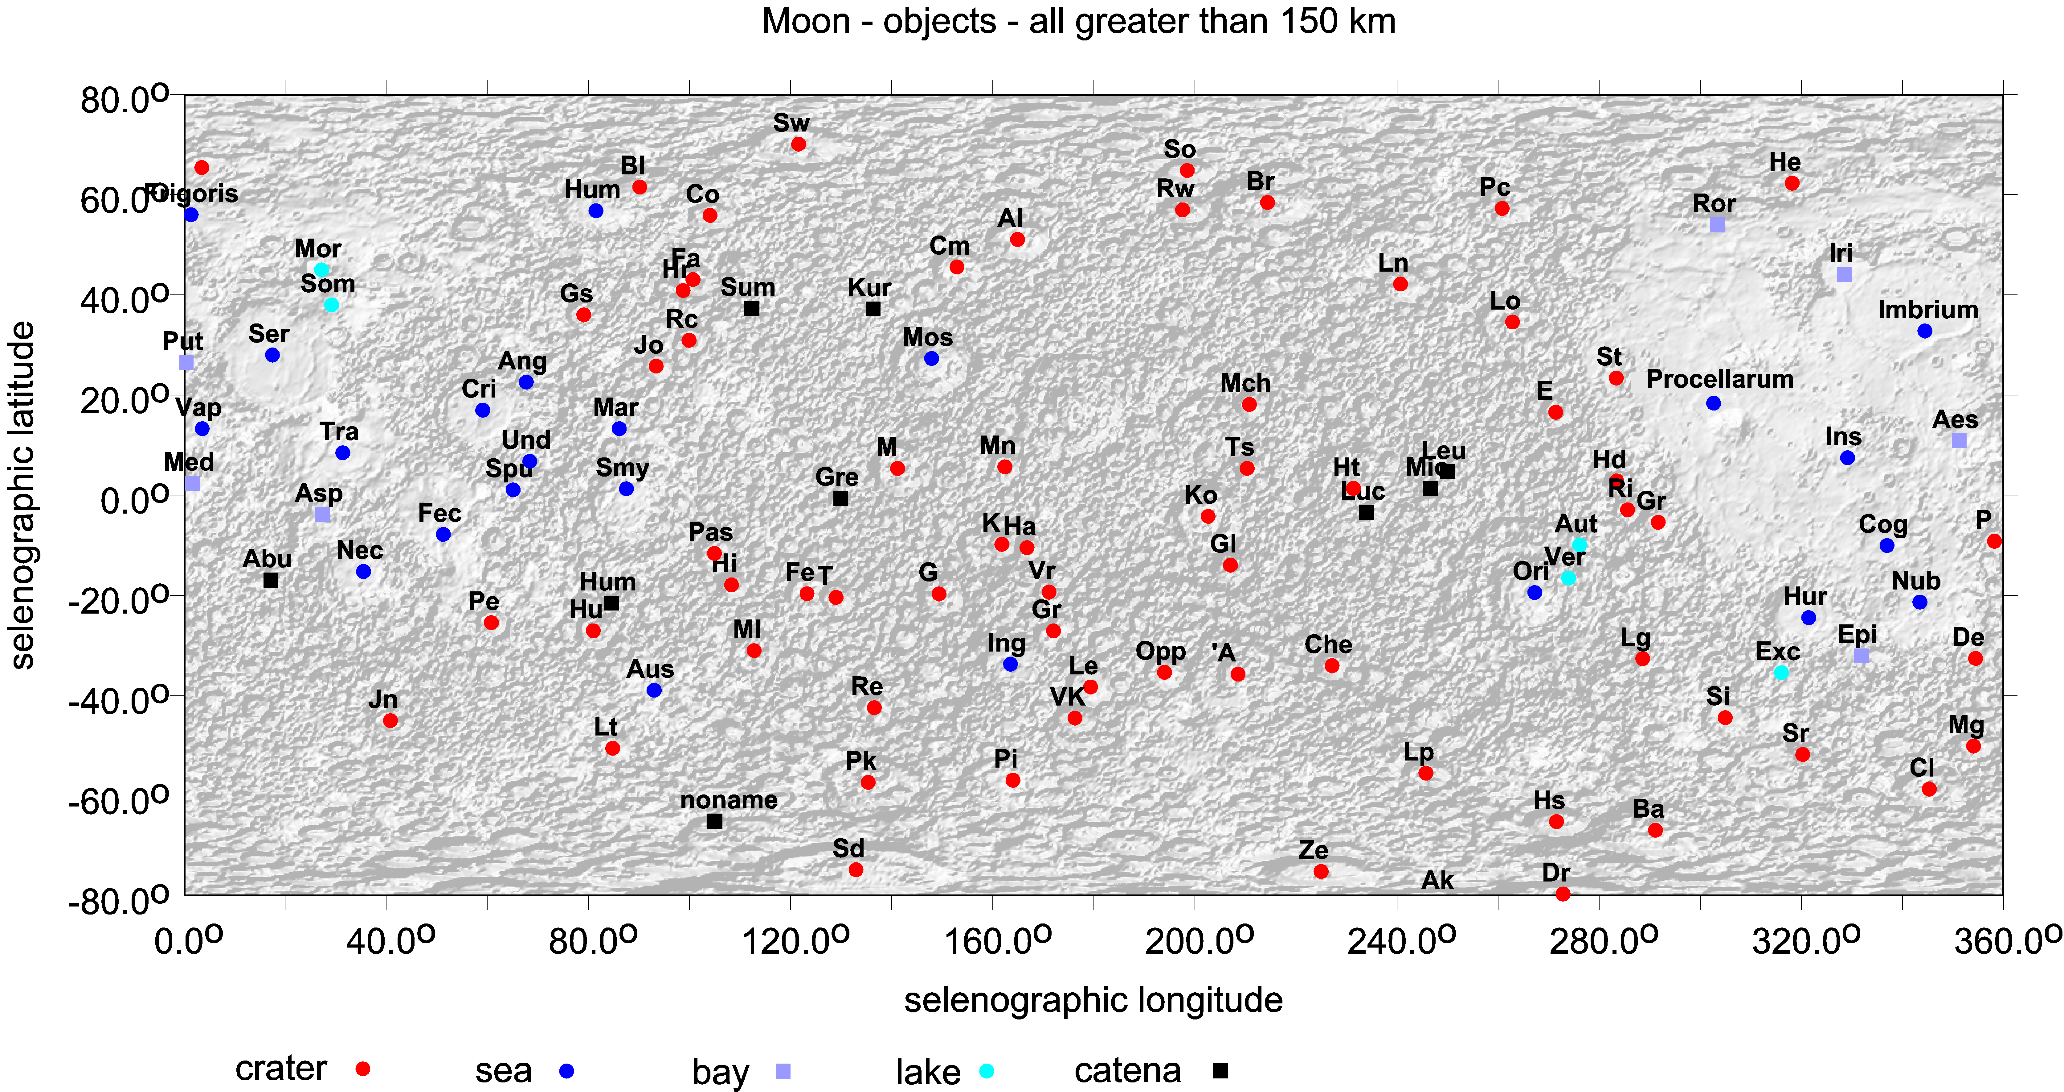 Moon - objects - all greater than 150 km
80.0º
Sw
So
He
Bl
60.0º
Frigoris
Hum
Co
Rw
Br
Pc
Ror
Al
Mor
Cm
Iri
Fa
Hr
Ln
Som
Gs
Sum
Kur
40.0º
Lo
Imbrium
Rc
Put
Ser
Jo
Mos
Ang
St
Cri
Mch
E
Procellarum
20.0º
Vap
Mar
Tra
Und
M
Mn
Ts
Leu
Ins
Aes
Med
Spu
Smy
Gre
Ht
Mic
Hd
Asp
Ko
Luc
Ri
0.0º
Fec
K
Ha
Gr
Aut
Cog
P
Nec
Pas
Gl
Abu
Hi
Ver
Hum
Fe
T
G
Vr
Ori
Nub
-20.0º
Pe
Hu
Gr
Hur
Ml
Ing
Opp
'A
Che
Lg
Exc
Epi
De
Aus
Le
Jn
Re
VK
Si
-40.0º
Lt
Sr
Mg
Pk
Pi
Lp
Cl
noname
Hs
Ba
-60.0º
Sd
Ze
Ak
Dr
-80.0º
selenographic latitude
0.0º 40.0º 80.0º 120.0º 160.0º 200.0º 240.0º 280.0º 320.0º 360.0º
selenographic longitude
crater sea bay lake catena